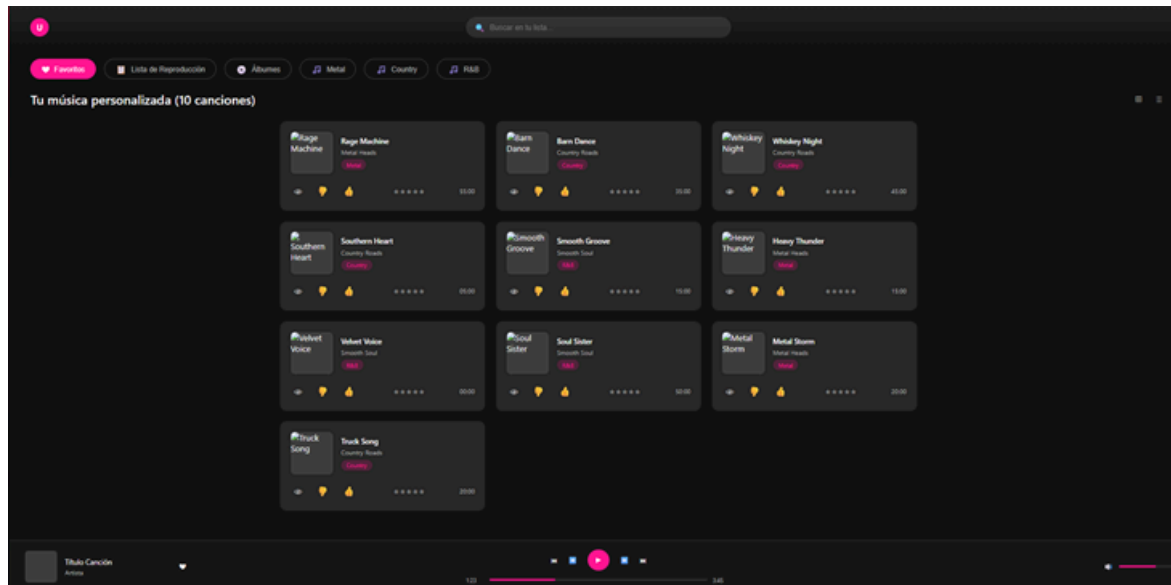 U
Buscar en tu lista...
Favoritos
Lista de Reproducción
Álbumes
Metal
Country
R&B
Tu música personalizada (10 canciones)
Rage Machine
Rage Machine
Metal Heads
Metal
55:00
Barn Dance
Barn Dance
Country Roads
Country
35:00
Whiskey Night
Whiskey Night
Country Roads
Country
45:00
Southern Heart
Southern Heart
Country Roads
Country
05:00
Smooth Groove
Smooth Groove
Smooth Soul
R&B
15:00
Heavy Thunder
Heavy Thunder
Metal Heads
Metal
15:00
Velvet Voice
Velvet Voice
Smooth Soul
R&B
00:00
Soul Sister
Soul Sister
Smooth Soul
R&B
50:00
Metal Storm
Metal Storm
Metal Heads
Metal
20:00
Truck Song
Truck Song
Country Roads
Country
20:00
Título Canción
Artista
1:23
3:45